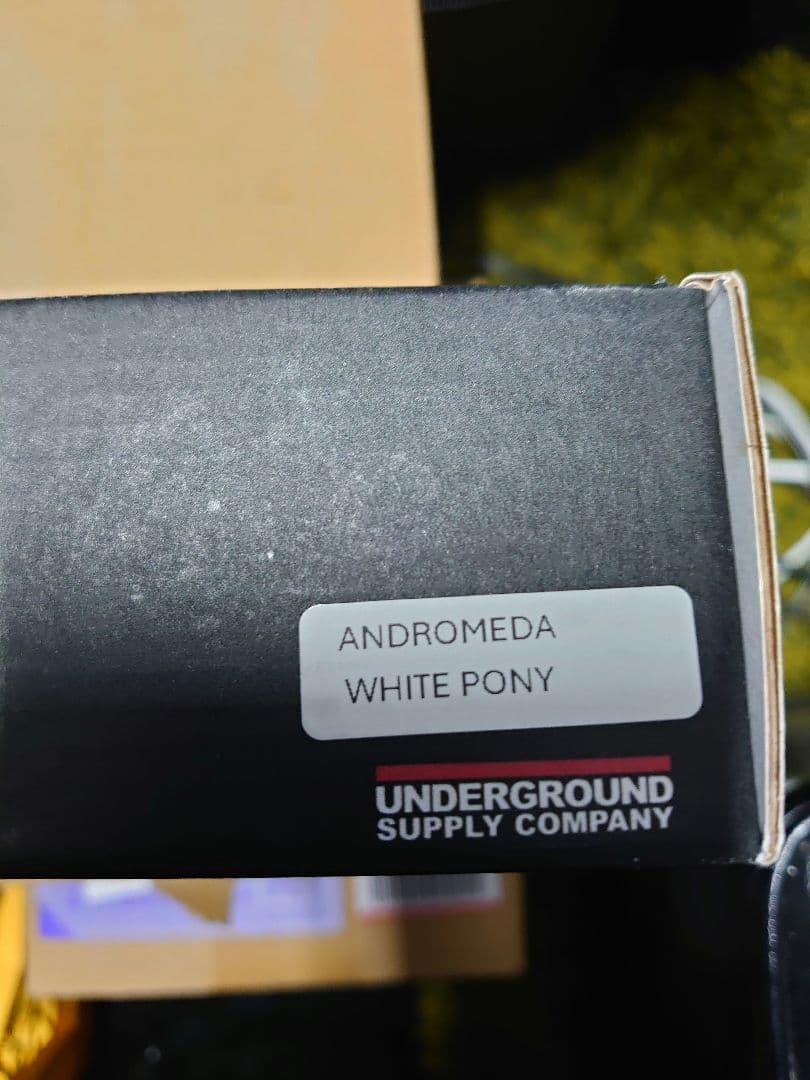 ANDROMEDA
WHITE PONY
UNDERGROUND
SUPPLY COMPANY